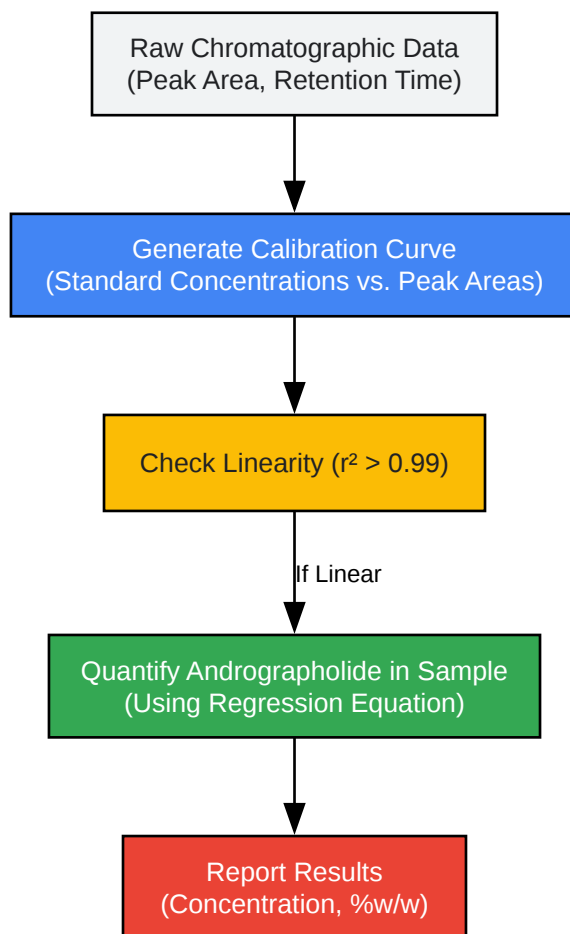 Raw Chromatographic Data
(Peak Area, Retention Time)
Generate Calibration Curve
(Standard Concentrations vs. Peak Areas)
Check Linearity (r² > 0.99)
If Linear
Quantify Andrographolide in Sample
(Using Regression Equation)
Report Results
(Concentration, %w/w)